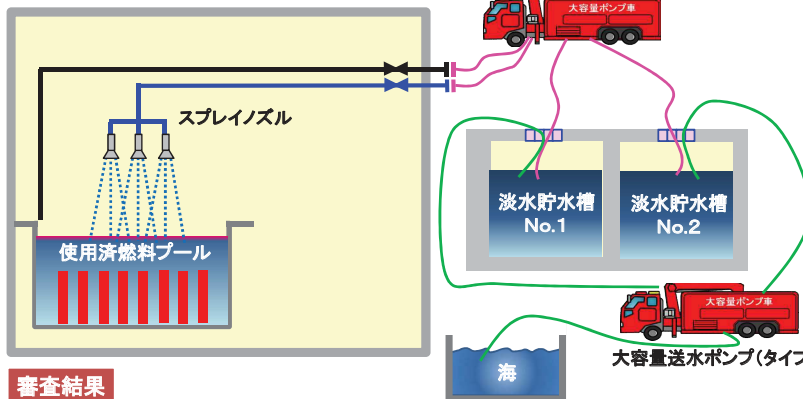 大容量ポンプ車
スプレイノズル
淡水貯水槽
No.1
淡水貯水槽
No.2
使用済燃料プール
大容量ポンプ車
大容量送水ポンプ(タイプ
海
審査結果